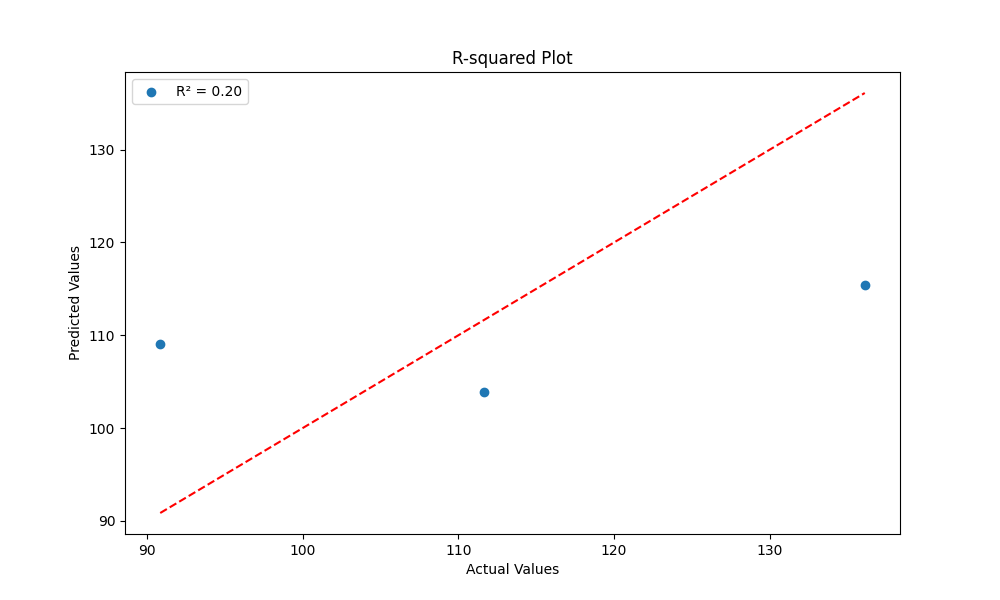 R-squared Plot
R² = 0.20
130
120
110
100
90
Predicted Values
90
100
110
120
130
Actual Values